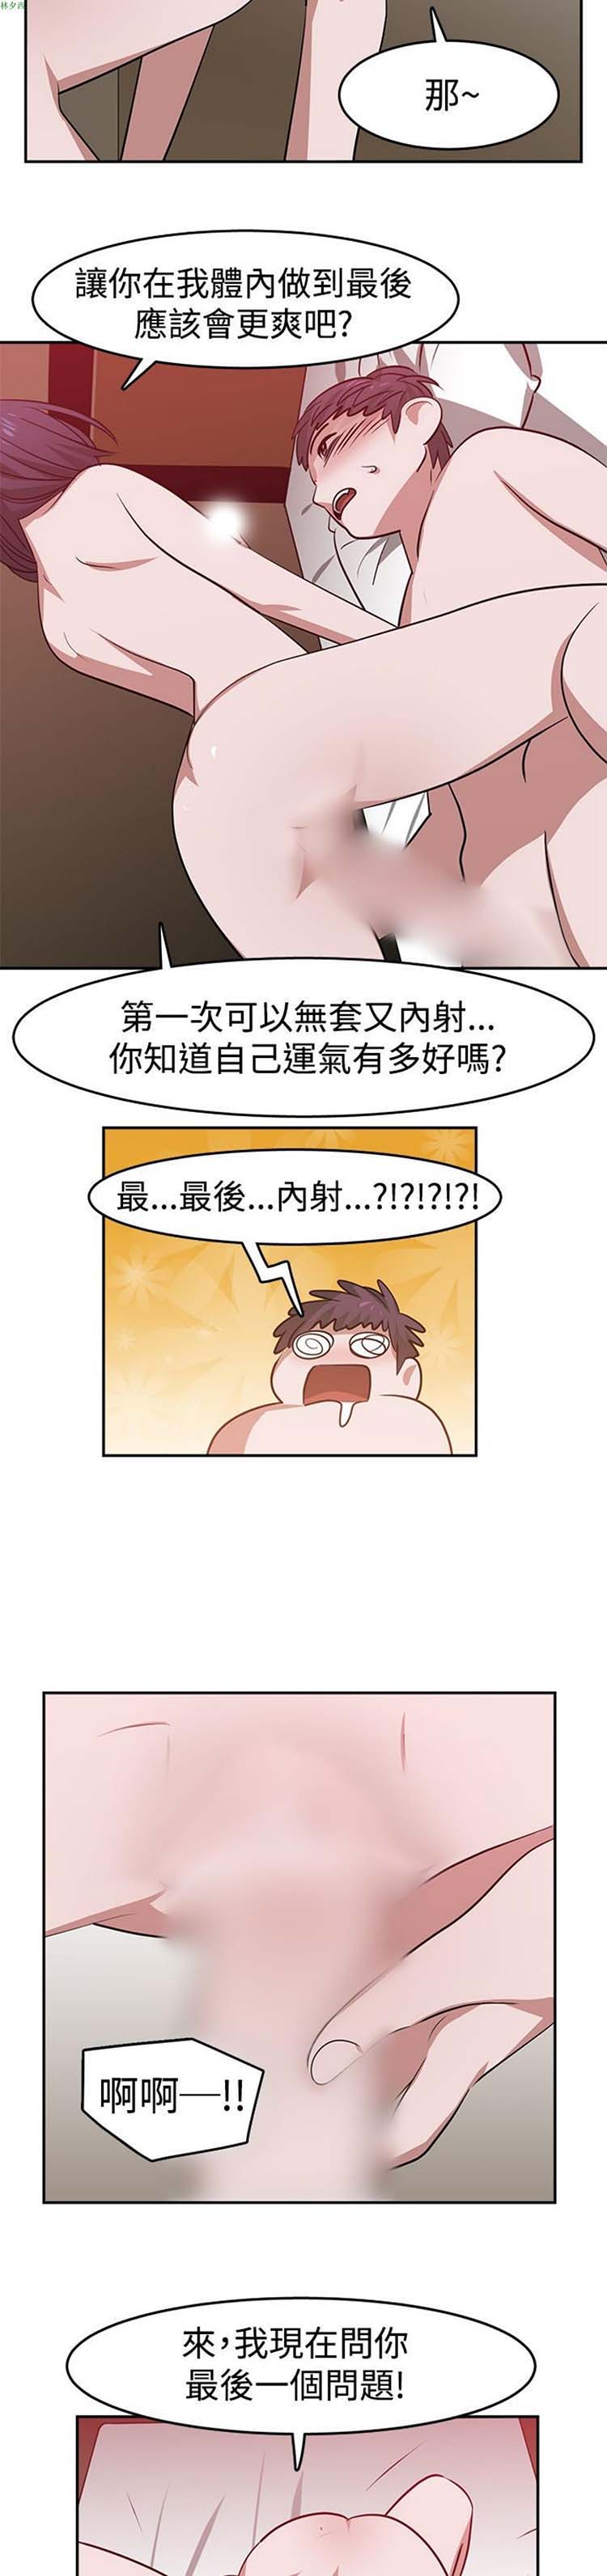 林夕西
那~
讓你在我體內做到最後
應該會更爽吧?
第一次可以無套又內射...
你知道自己運氣有多好嗎?
最...最後...內射...?!?!?!?!
啊啊─!!
來,我現在問你
最後一個問題!